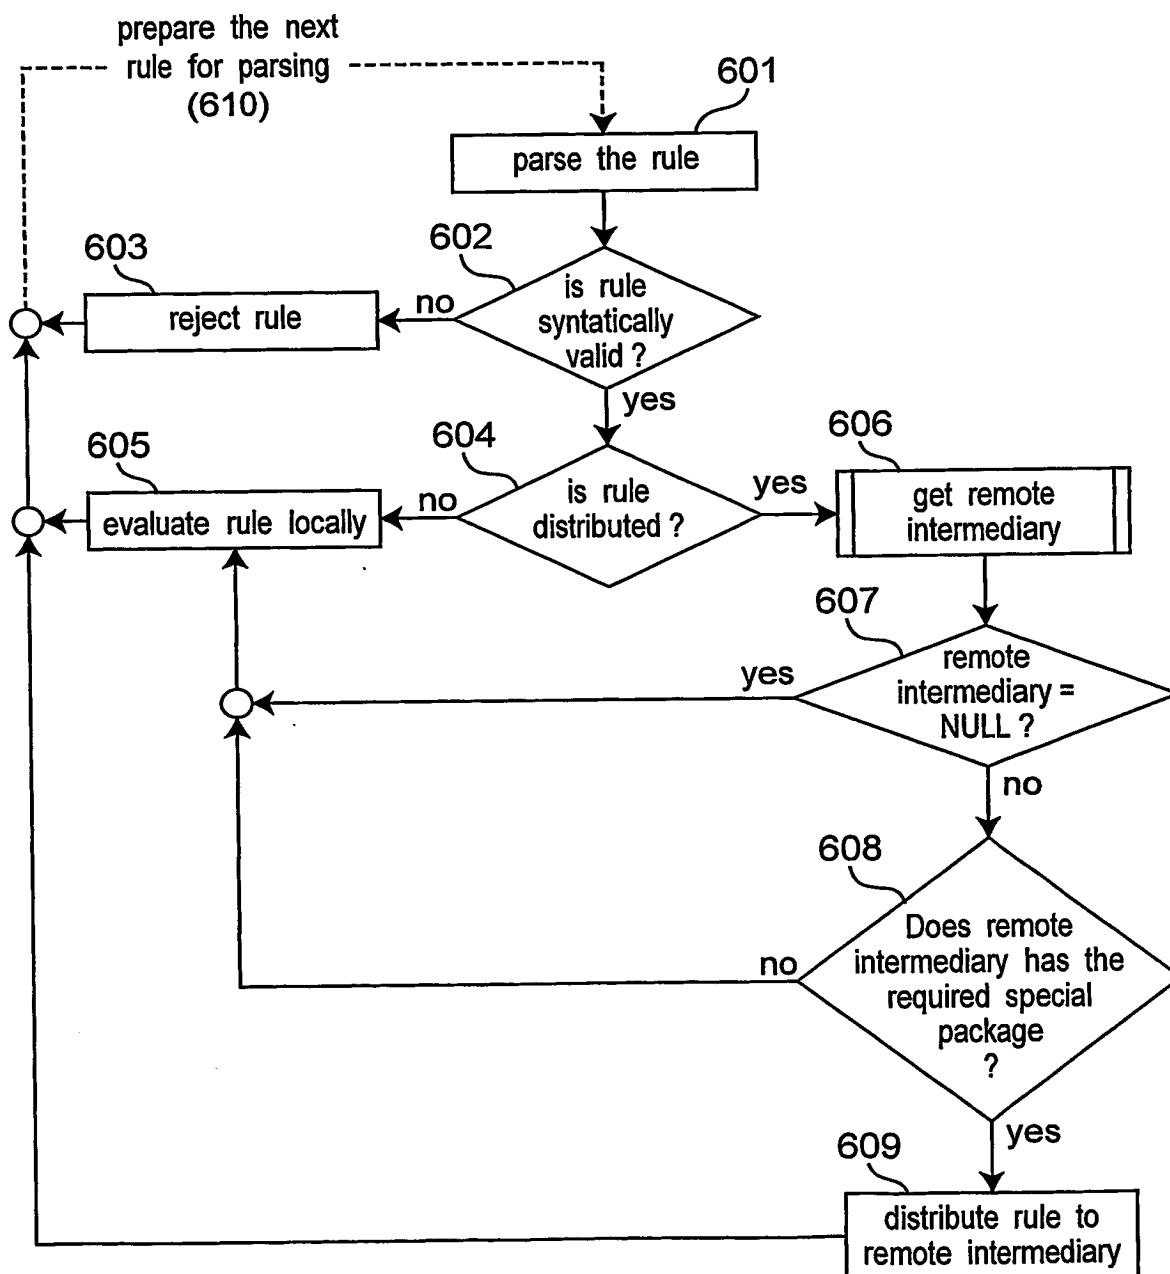 prepare the next
rule for parsing
(610)
601
parse the rule
602
is rule
syntatically
valid ?
no
yes
603
reject rule
604
is rule
distributed ?
no
yes
605
evaluate rule locally
606
get remote
intermediary
607
remote
intermediary =
NULL ?
yes
no
608
Does remote
intermediary has the
required special
package
?
no
yes
609
distribute rule to
remote intermediary